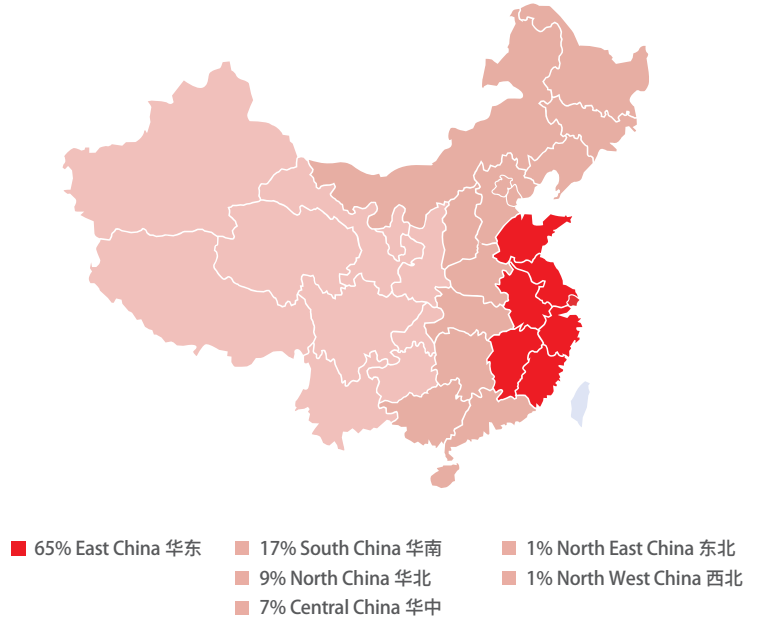 65% East China 华东
17% South China 华南
9% North China 华北
7% Central China 华中
1% North East China 东北
1% North West China 西北